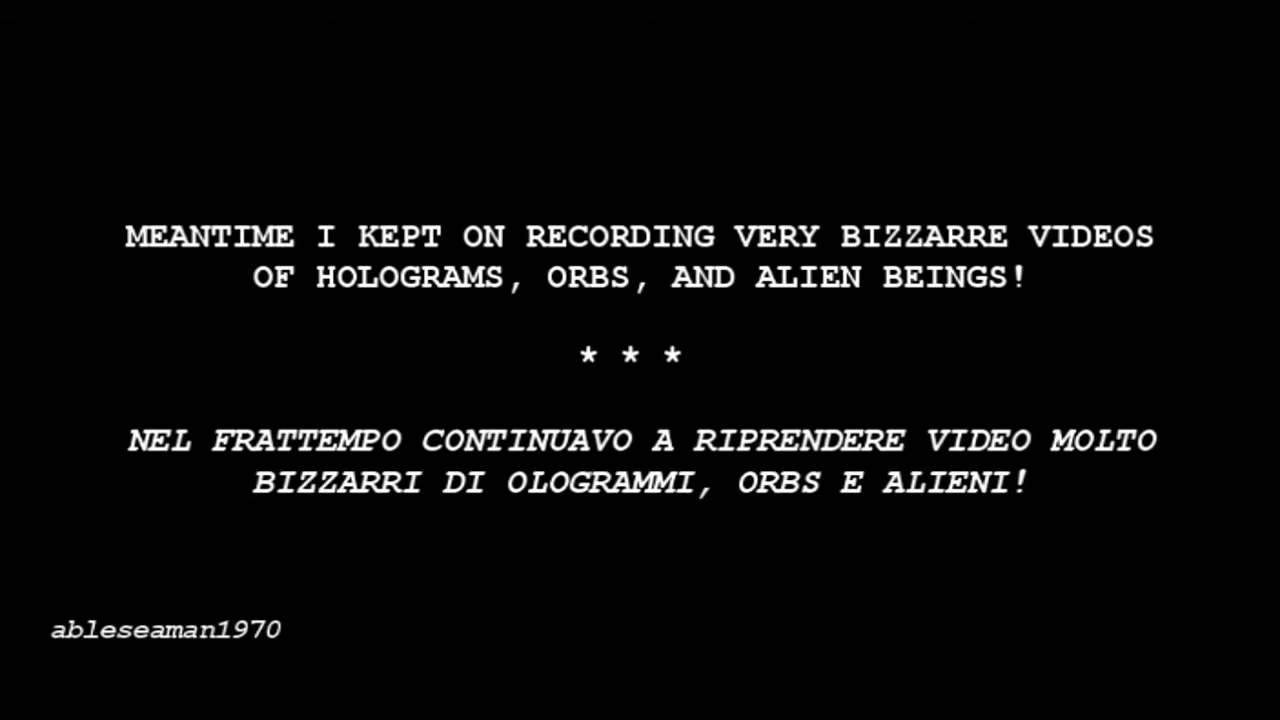 MEANTIME I KEPT ON RECORDING VERY BIZZARRE VIDEOS
OF HOLOGRAMS, ORBS, AND ALIEN BEINGS!
* * *
NEL FRATTEMPO CONTINUAVO A RIPRENDERE VIDEO MOLTO
BIZZARRI DI OLOGRAMMI, ORBS E ALIENI!
ableseaman1970